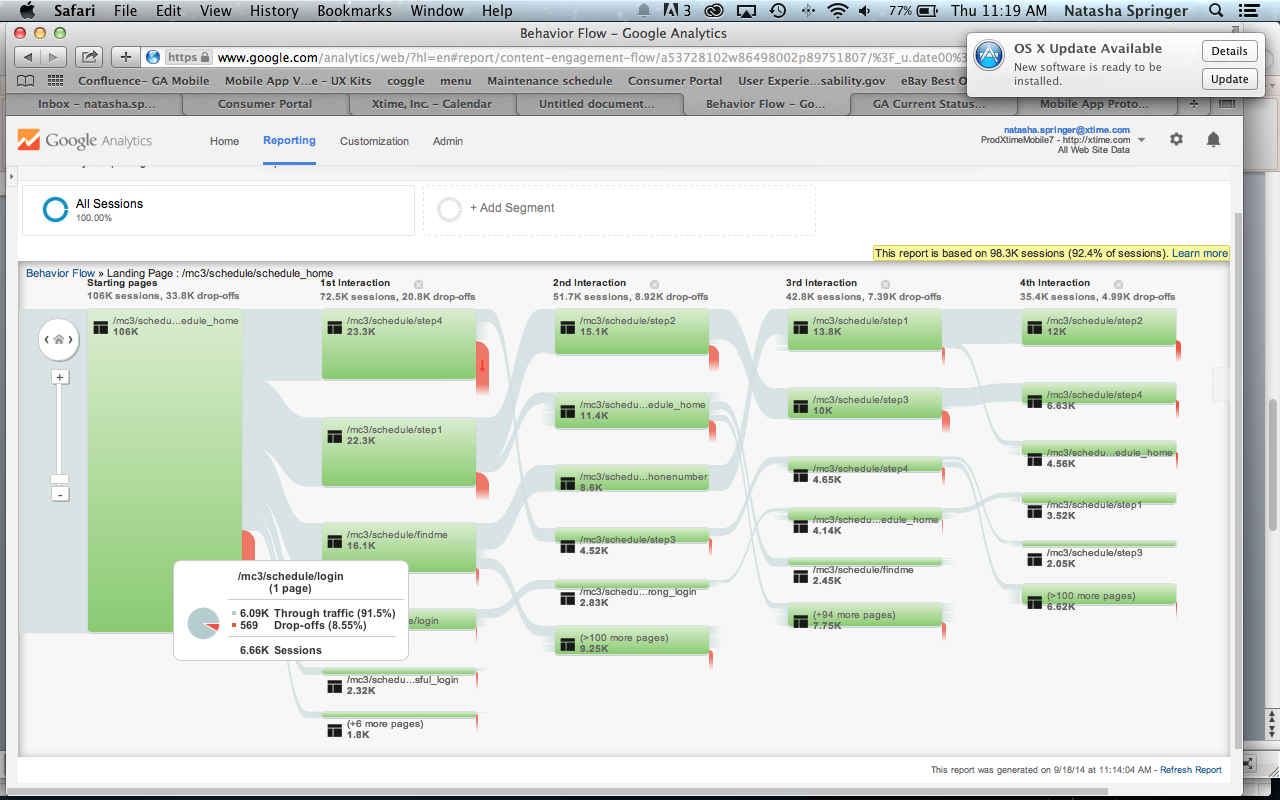 Safari File Edit View History Bookmarks Window Help
3 77% Thu 11:19 AM Natasha Springer
Behavior Flow – Google Analytics
https www.google.com/analytics/web/?hl=en#report/content-engagement-flow/a53728102w86498002p89751807/%3F_u.date00%3
OS X Update Available
New software is ready to be
installed.
Details
Update
Confluence- GA Mobile Mobile App V...e - UX Kits coggle menu Maintenance schedule Consumer Portal User Experie...sability.gov eBay Best
Inbox – natasha.sp... Consumer Portal Xtime, Inc. – Calendar Untitled document... Behavior Flow – Go... GA Current Status... Mobile App Proto...
Google Analytics
Home Reporting Customization Admin
natasha.springer@xtime.com
ProdXtimeMobile7 - http://xtime.com
All Web Site Data
All Sessions
100.00%
+ Add Segment
This report is based on 98.3K sessions (92.4% of sessions). Learn more
Behavior Flow » Landing Page : /mc3/schedule/schedule_home
Starting pages
106K sessions, 33.8K drop-offs
1st Interaction
72.5K sessions, 20.8K drop-offs
2nd Interaction
51.7K sessions, 8.92K drop-offs
3rd Interaction
42.8K sessions, 7.39K drop-offs
4th Interaction
35.4K sessions, 4.99K drop-offs
/mc3/schedu...edule_home
106K
/mc3/schedule/step4
23.3K
/mc3/schedule/step1
22.3K
/mc3/schedule/findme
16.1K
e/login
/mc3/schedu...sful_login
2.32K
(+6 more pages)
1.8K
/mc3/schedule/login
(1 page)
6.09K Through traffic (91.5%)
569 Drop-offs (8.55%)
6.66K Sessions
/mc3/schedule/step2
15.1K
/mc3/schedu...edule_home
11.4K
/mc3/schedu...honenumber
8.6K
/mc3/schedule/step3
4.52K
/mc3/schedu...rong_login
2.83K
(>100 more pages)
9.25K
/mc3/schedule/step1
13.8K
/mc3/schedule/step3
10K
/mc3/schedule/step4
4.65K
/mc3/schedu...edule_home
4.14K
/mc3/schedule/findme
2.45K
(+94 more pages)
7.75K
/mc3/schedule/step2
12K
/mc3/schedule/step4
6.63K
/mc3/schedu...edule_home
4.56K
/mc3/schedule/step1
3.52K
/mc3/schedule/step3
2.05K
(>100 more pages)
6.62K
This report was generated on 9/18/14 at 11:14:04 AM - Refresh Report